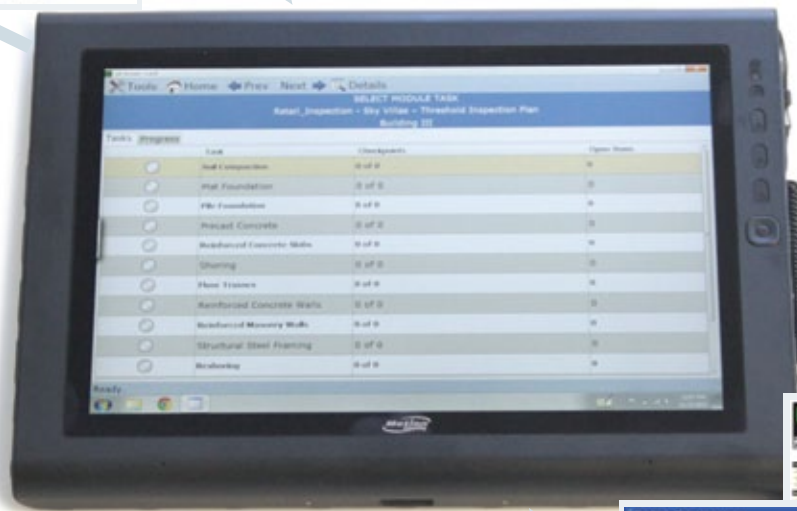 Tools Home Prev Next Details
SELECT MODULE TASK
Retari_Inspection - Sky Villas - Threshold Inspection Plan
Building III
Tasks Progress
Task Checkpoints Open Items
Soil Compaction 0 of 0 0
Mat Foundation 0 of 0 0
Pile Foundation 0 of 0 0
Precast Concrete 0 of 0 0
Reinforced Concrete Slabs 0 of 0 0
Shoring 0 of 0 0
Floor Trusses 0 of 0 0
Reinforced Concrete Walls 0 of 0 0
Reinforced Masonry Walls 0 of 0 0
Structural Steel Framing 0 of 0 0
Reshoring 0 of 0 0
Ready
Motion